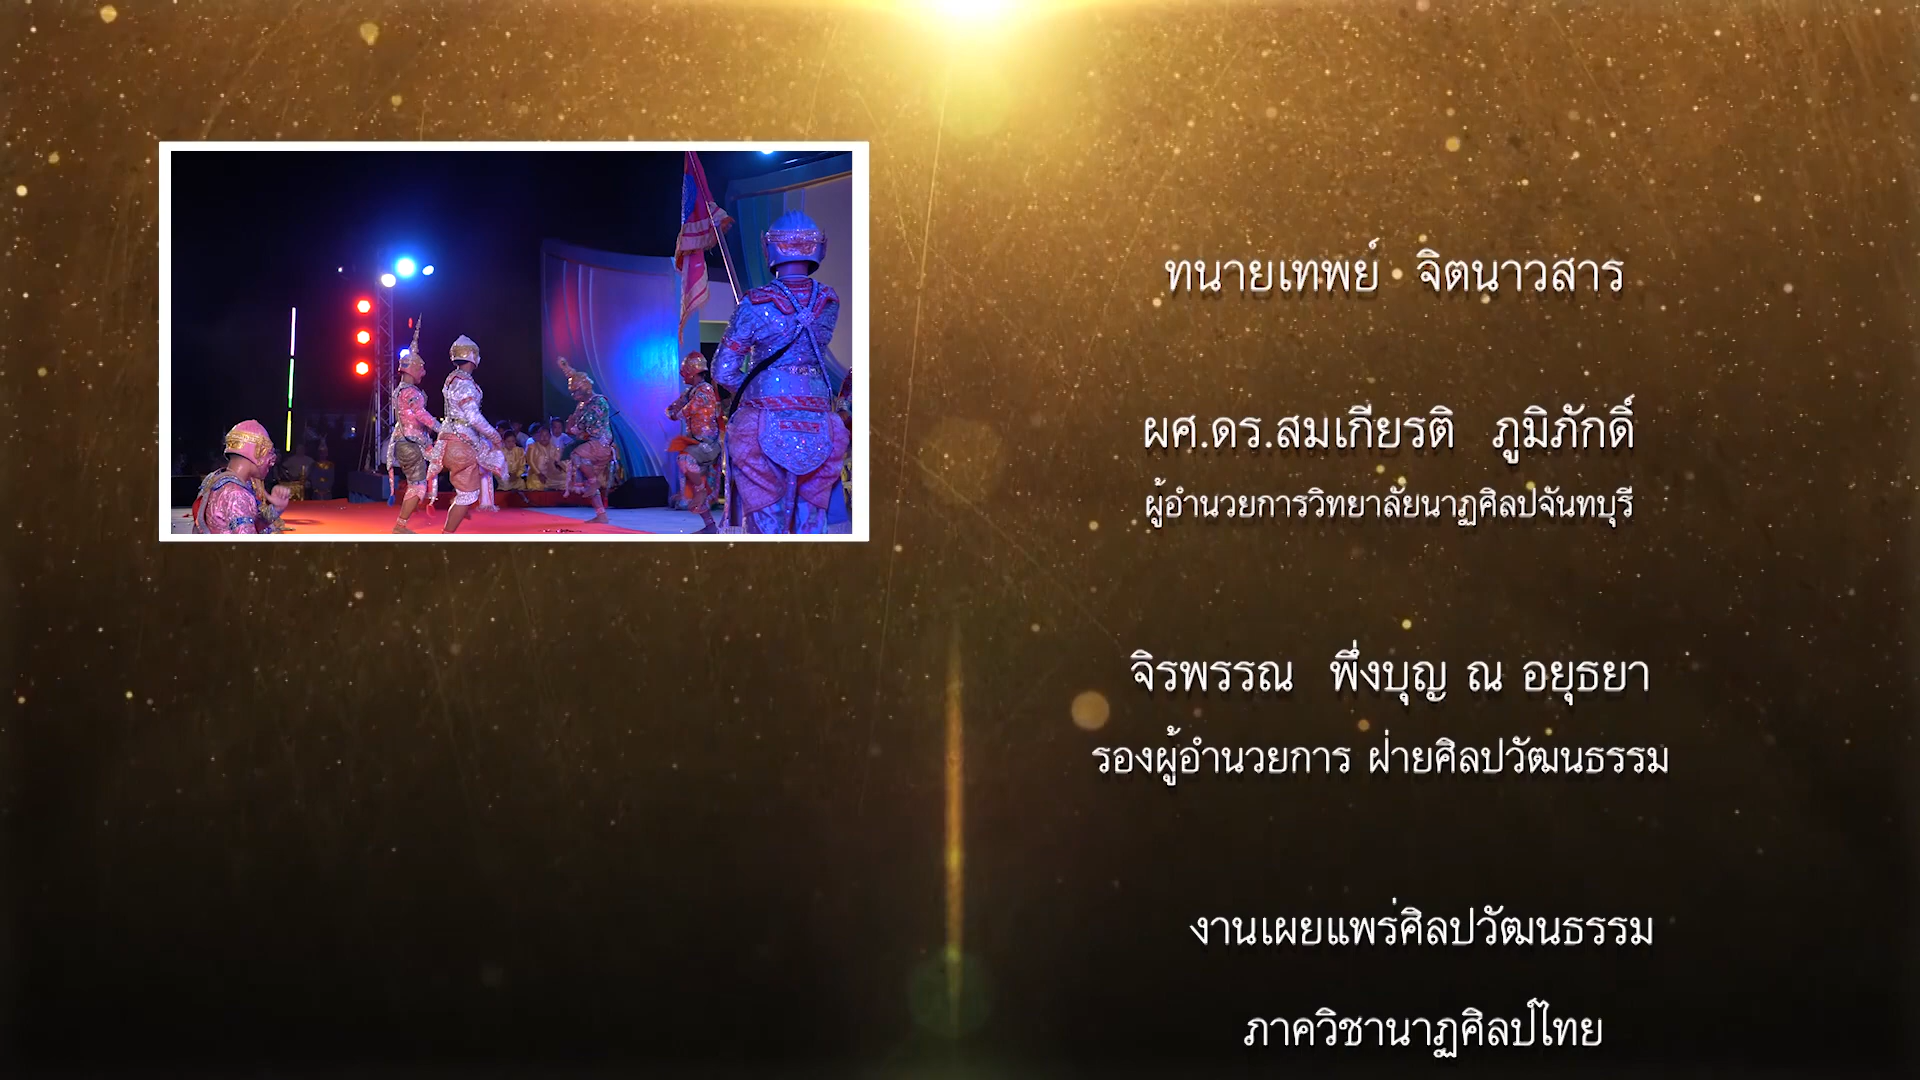 ทนายเทพย์ จิตนาวสาร
ผศ.ดร.สมเกียรติ ภูมิภักดิ์
ผู้อำนวยการวิทยาลัยนาฏศิลปจันทบุรี
จิรพรรณ พึ่งบุญ ณ อยุธยา
รองผู้อำนวยการ ฝ่ายศิลปวัฒนธรรม
งานเผยแพร่ศิลปวัฒนธรรม
ภาควิชานาฏศิลป์ไทย